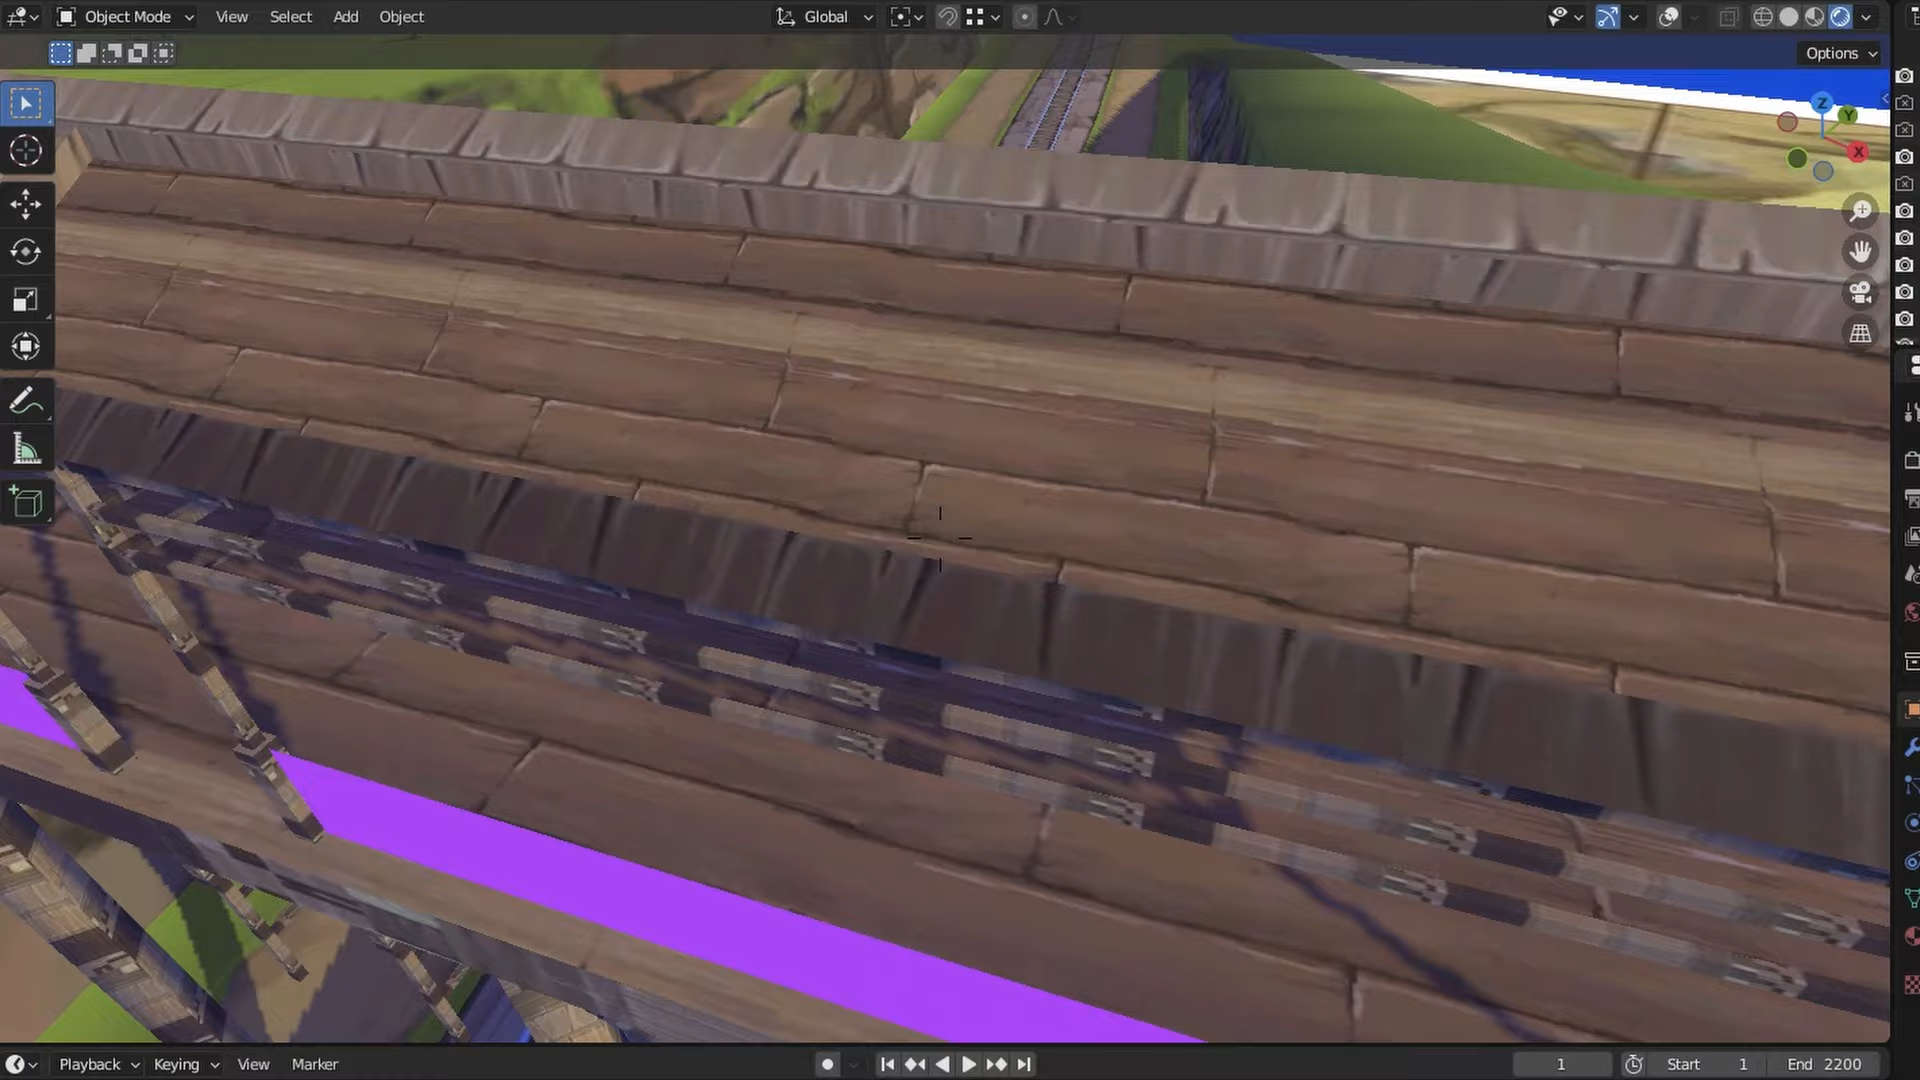 Object Mode View Select Add Object Global
Options
Z
Y
X
Playback Keying View Marker 1 Start 1 End 2200